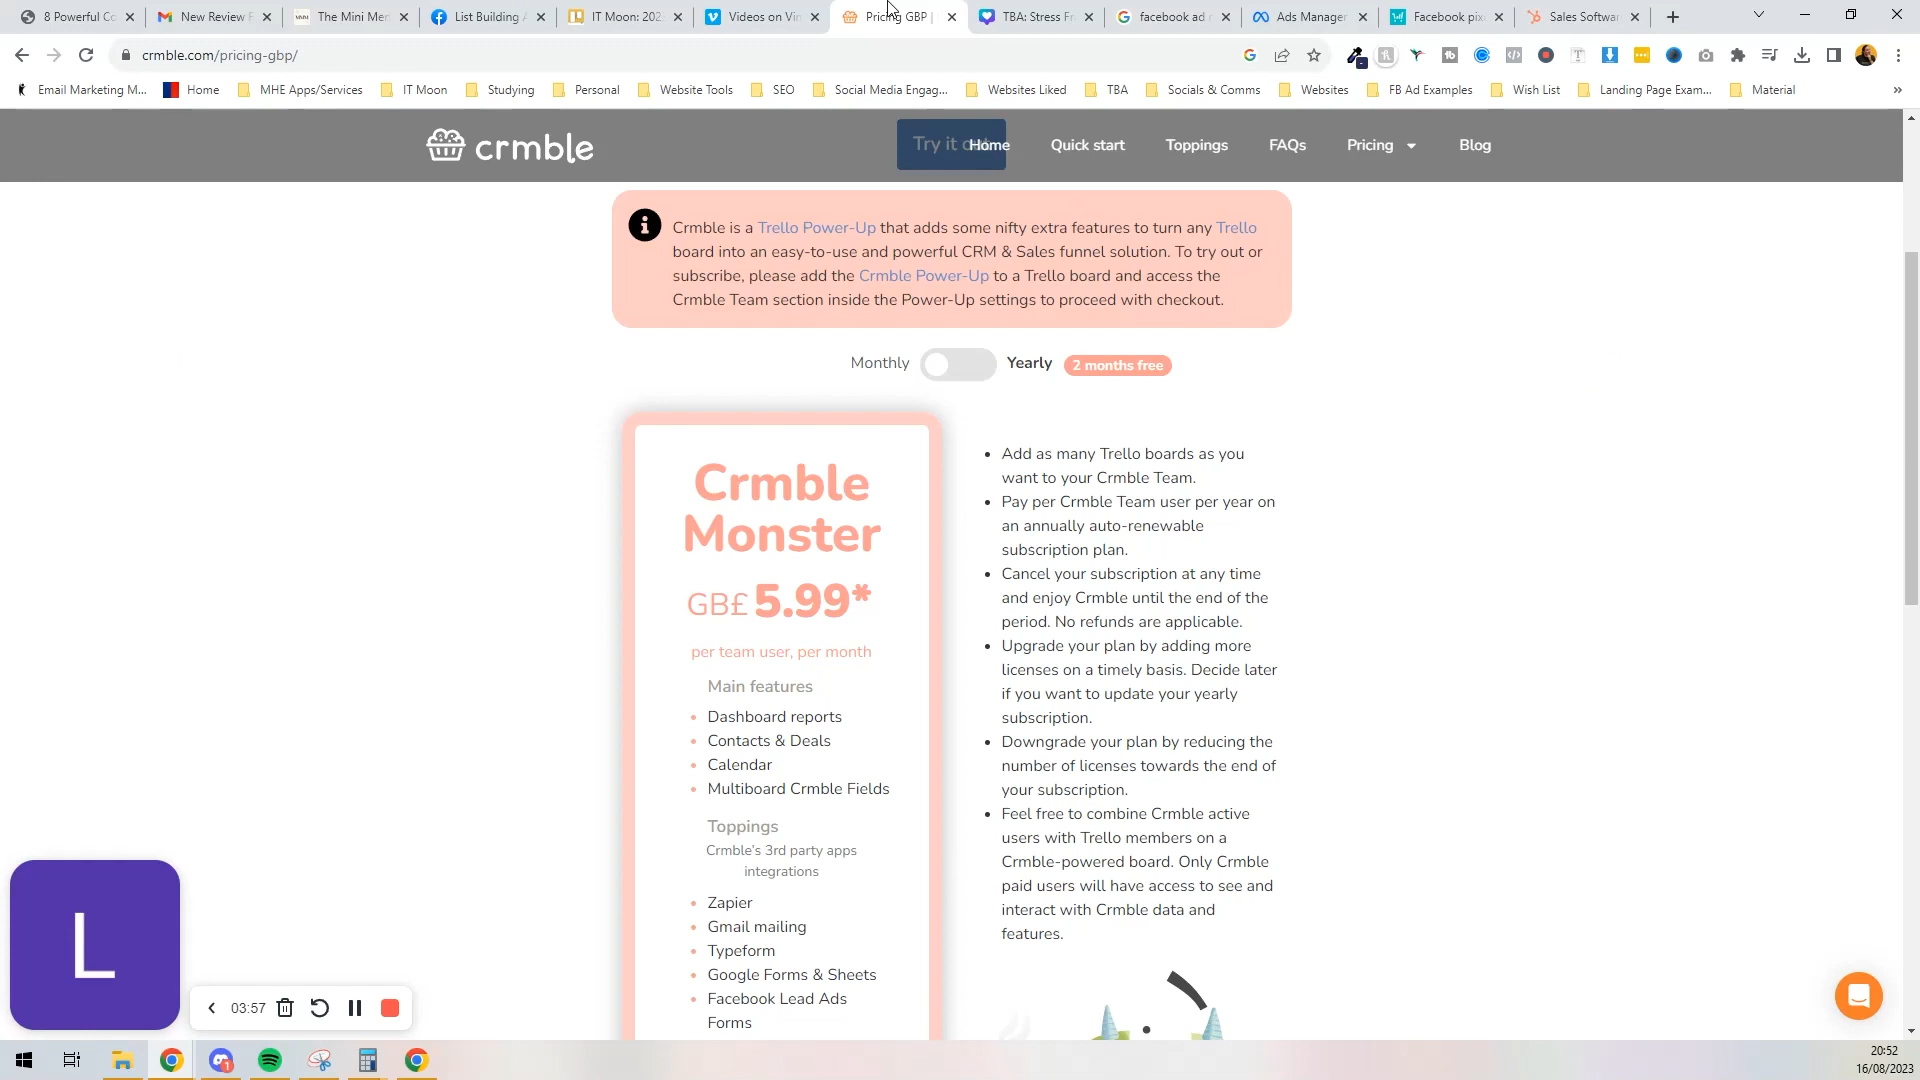 8 Powerful Co
New Review F
The Mini Mer
List Building A
IT Moon: 202
Videos on Vim
Pricing GBP |
TBA: Stress Fr
facebook ad
Ads Manager
Facebook pix
Sales Softwar
crmble.com/pricing-gbp/
Email Marketing M...
Home
MHE Apps/Services
IT Moon
Studying
Personal
Website Tools
SEO
Social Media Engag...
Websites Liked
TBA
Socials & Comms
Websites
FB Ad Examples
Wish List
Landing Page Exam...
Material
»
crmble
Try it out
Home
Quick start
Toppings
FAQs
Pricing
Blog
Crmble is a Trello Power-Up that adds some nifty extra features to turn any Trello
board into an easy-to-use and powerful CRM & Sales funnel solution. To try out or
subscribe, please add the Crmble Power-Up to a Trello board and access the
Crmble Team section inside the Power-Up settings to proceed with checkout.
Monthly
Yearly
2 months free
Crmble
Monster
GB£ 5.99*
per team user, per month
Main features
• Dashboard reports
• Contacts & Deals
• Calendar
• Multiboard Crmble Fields
Toppings
Crmble's 3rd party apps
integrations
• Zapier
• Gmail mailing
• Typeform
• Google Forms & Sheets
• Facebook Lead Ads
Forms
• Add as many Trello boards as you
want to your Crmble Team.
• Pay per Crmble Team user per year on
an annually auto-renewable
subscription plan.
• Cancel your subscription at any time
and enjoy Crmble until the end of the
period. No refunds are applicable.
• Upgrade your plan by adding more
licenses on a timely basis. Decide later
if you want to update your yearly
subscription.
• Downgrade your plan by reducing the
number of licenses towards the end of
your subscription.
• Feel free to combine Crmble active
users with Trello members on a
Crmble-powered board. Only Crmble
paid users will have access to see and
interact with Crmble data and
features.
L
03:57
20:52
16/08/2023